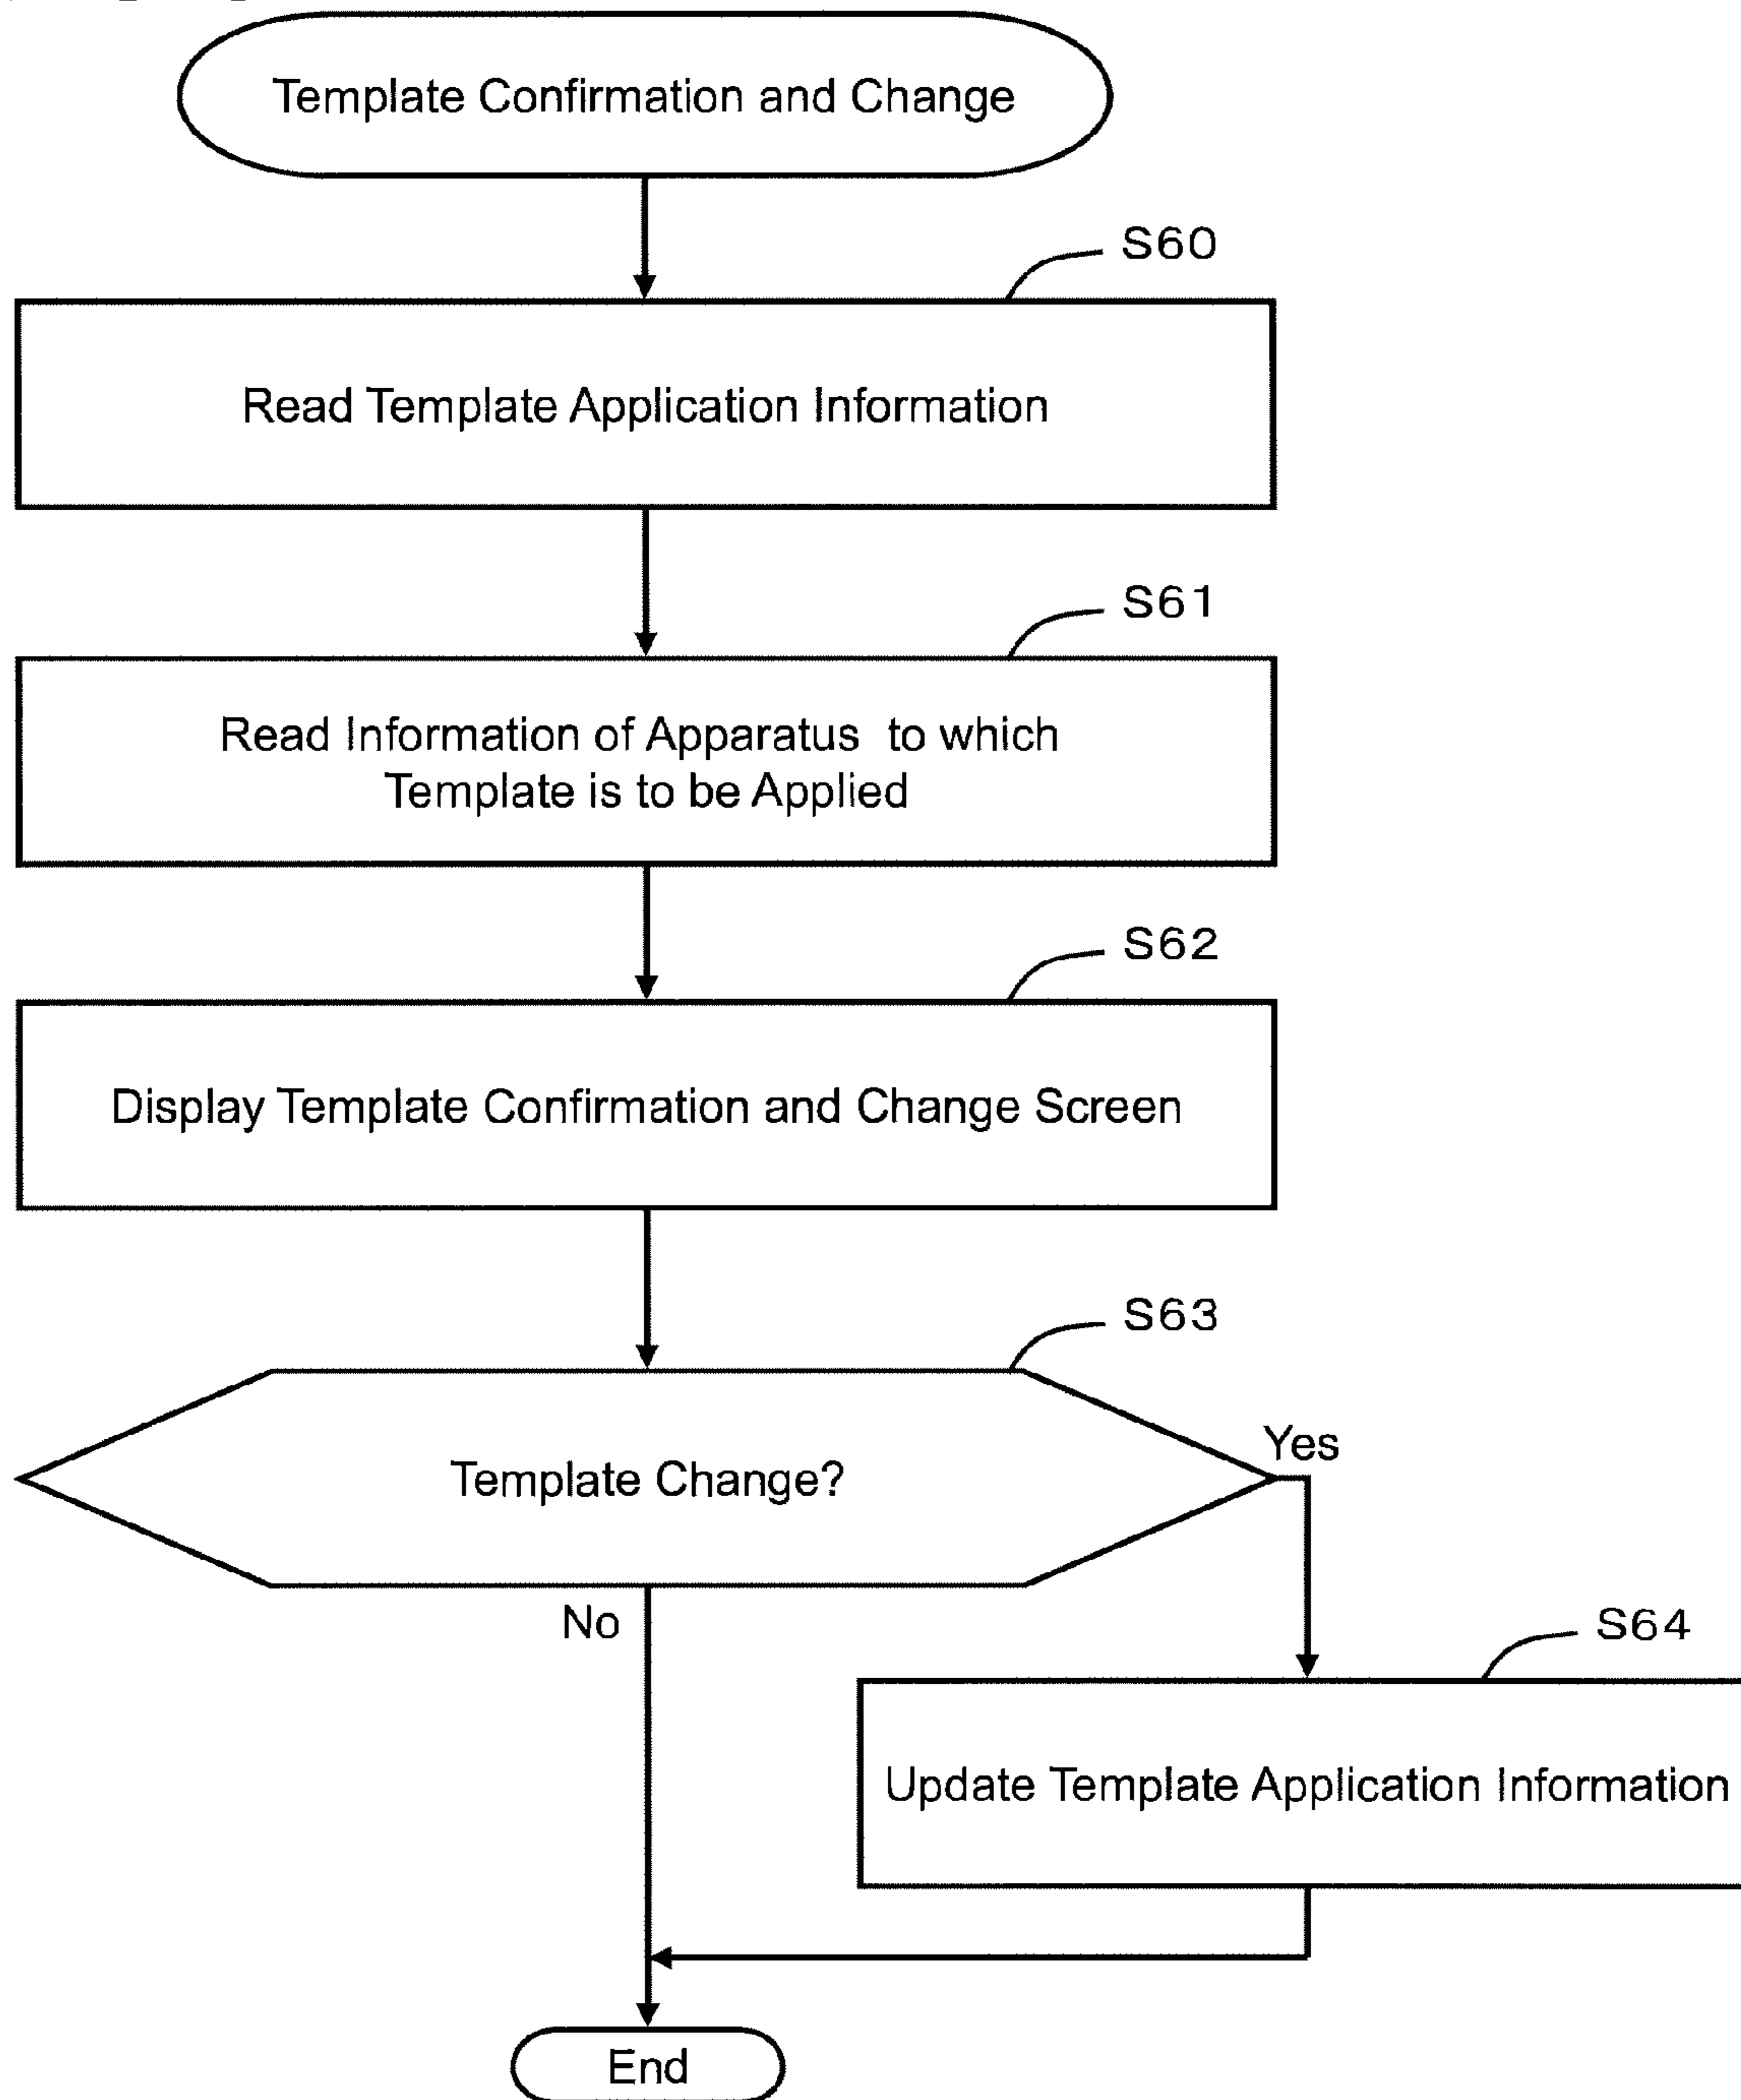 Template Confirmation and Change
S60
Read Template Application Information
S61
Read Information of Apparatus to which
Template is to be Applied
S62
Display Template Confirmation and Change Screen
S63
Template Change?
Yes
No
S64
Update Template Application Information
End